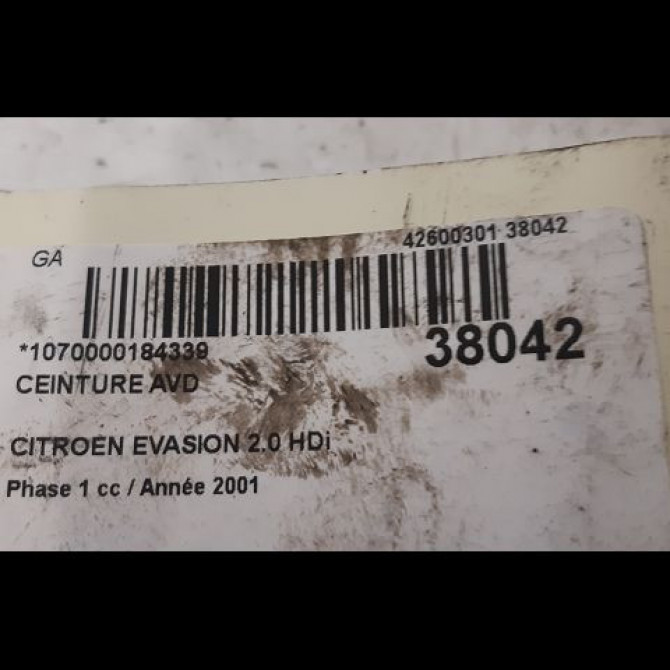 42600301 38042
GA
*1070000184339
38042
CEINTURE AVD
CITROEN EVASION 2.0 HDi
Phase 1 cc / Année 2001